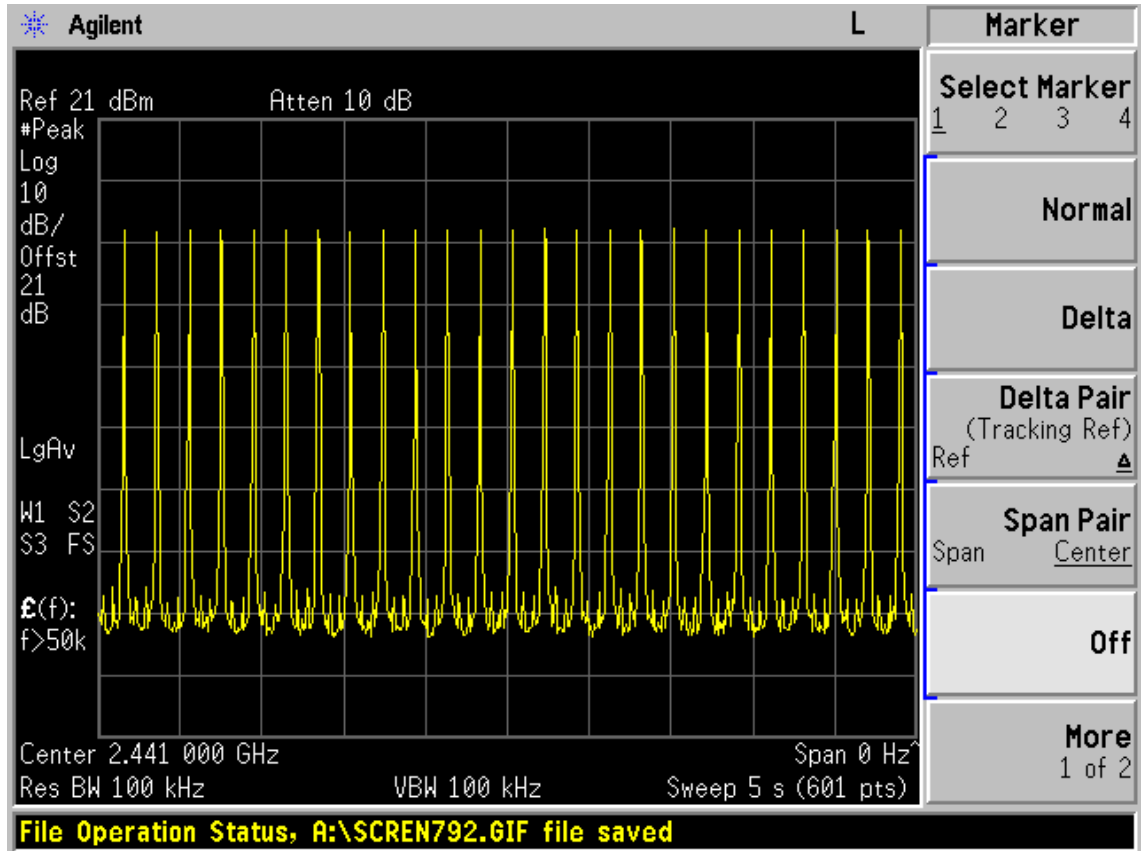 Agilent L
Ref 21 dBm Atten 10 dB
#Peak
Log
10
dB/
Offst
21
dB
LgAv
W1 S2
S3 FS
£(f):
f>50k
Center 2.441 000 GHz Span 0 Hz^
Res BW 100 kHz VBW 100 kHz Sweep 5 s (601 pts)
File Operation Status, A:\SCREN792.GIF file saved
Marker
Select Marker
1 2 3 4
Normal
Delta
Delta Pair
(Tracking Ref)
Ref Δ
Span Pair
Span Center
Off
More
1 of 2